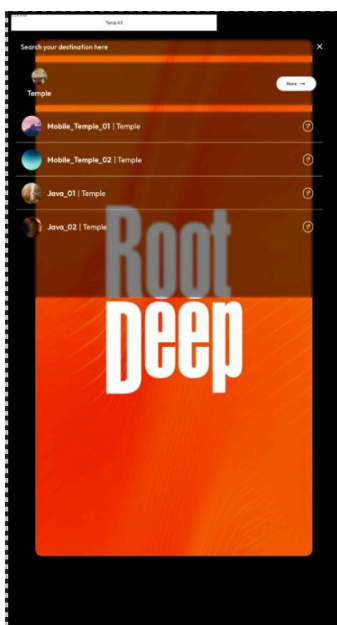 Temp 43
Search your destination here
Temple
More →
Mobile_Temple_01 | Temple
Mobile_Temple_02 | Temple
Java_01 | Temple
Java_02 | Temple
Root
Deep